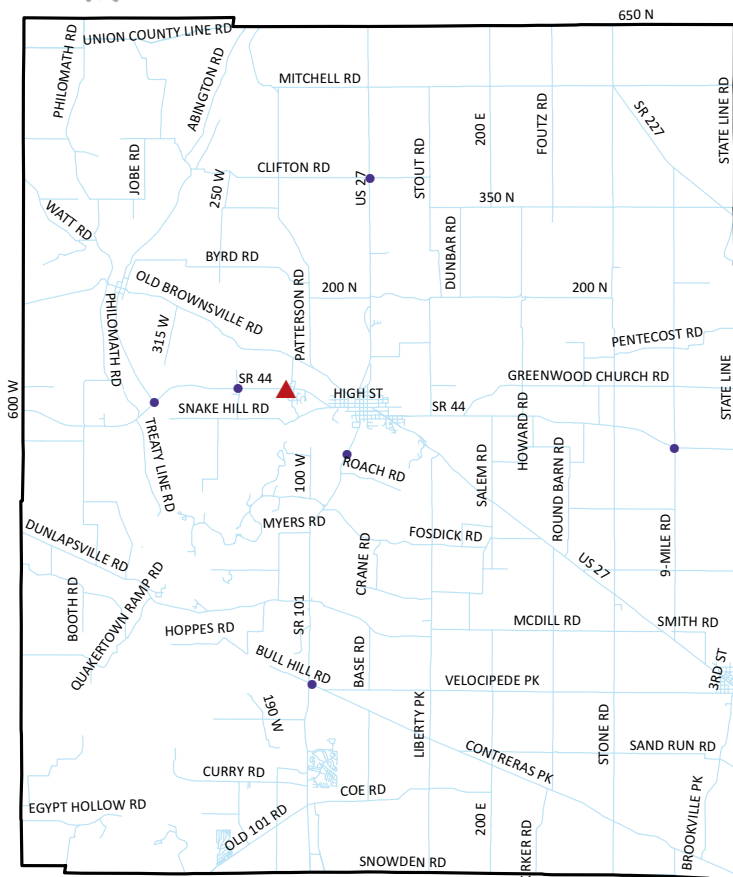 650 N
UNION COUNTY LINE RD
PHILOMATH RD
ABINGTON RD
MITCHELL RD
SR 227
STATE LINE RD
200 E
FOUTZ RD
JOBE RD
250 W
CLIFTON RD
US 27
STOUT RD
350 N
WATT RD
DUNBAR RD
BYRD RD
OLD BROWNSVILLE RD
PATTERSON RD
200 N
200 N
PHILOMATH RD
315 W
PENTECOST RD
SR 44
HIGH ST
GREENWOOD CHURCH RD
STATE LINE
600 W
SNAKE HILL RD
SR 44
HOWARD RD
TREATY LINE RD
100 W
ROACH RD
SALEM RD
ROUND BARN RD
DUNLAPSVILLE RD
MYERS RD
FOSDICK RD
US 27
9-MILE RD
CRANE RD
BOOTH RD
QUAKERTOWN RAMP RD
HOPPES RD
SR 101
MCDILL RD
SMITH RD
BULL HILL RD
BASE RD
3RD ST
VELOCIPEDE PK
190 W
LIBERTY PK
STONE RD
CONTRERAS PK
SAND RUN RD
CURRY RD
COE RD
EGYPT HOLLOW RD
OLD 101 RD
200 E
BROOKVILLE PK
SNOWDEN RD
RKER RD